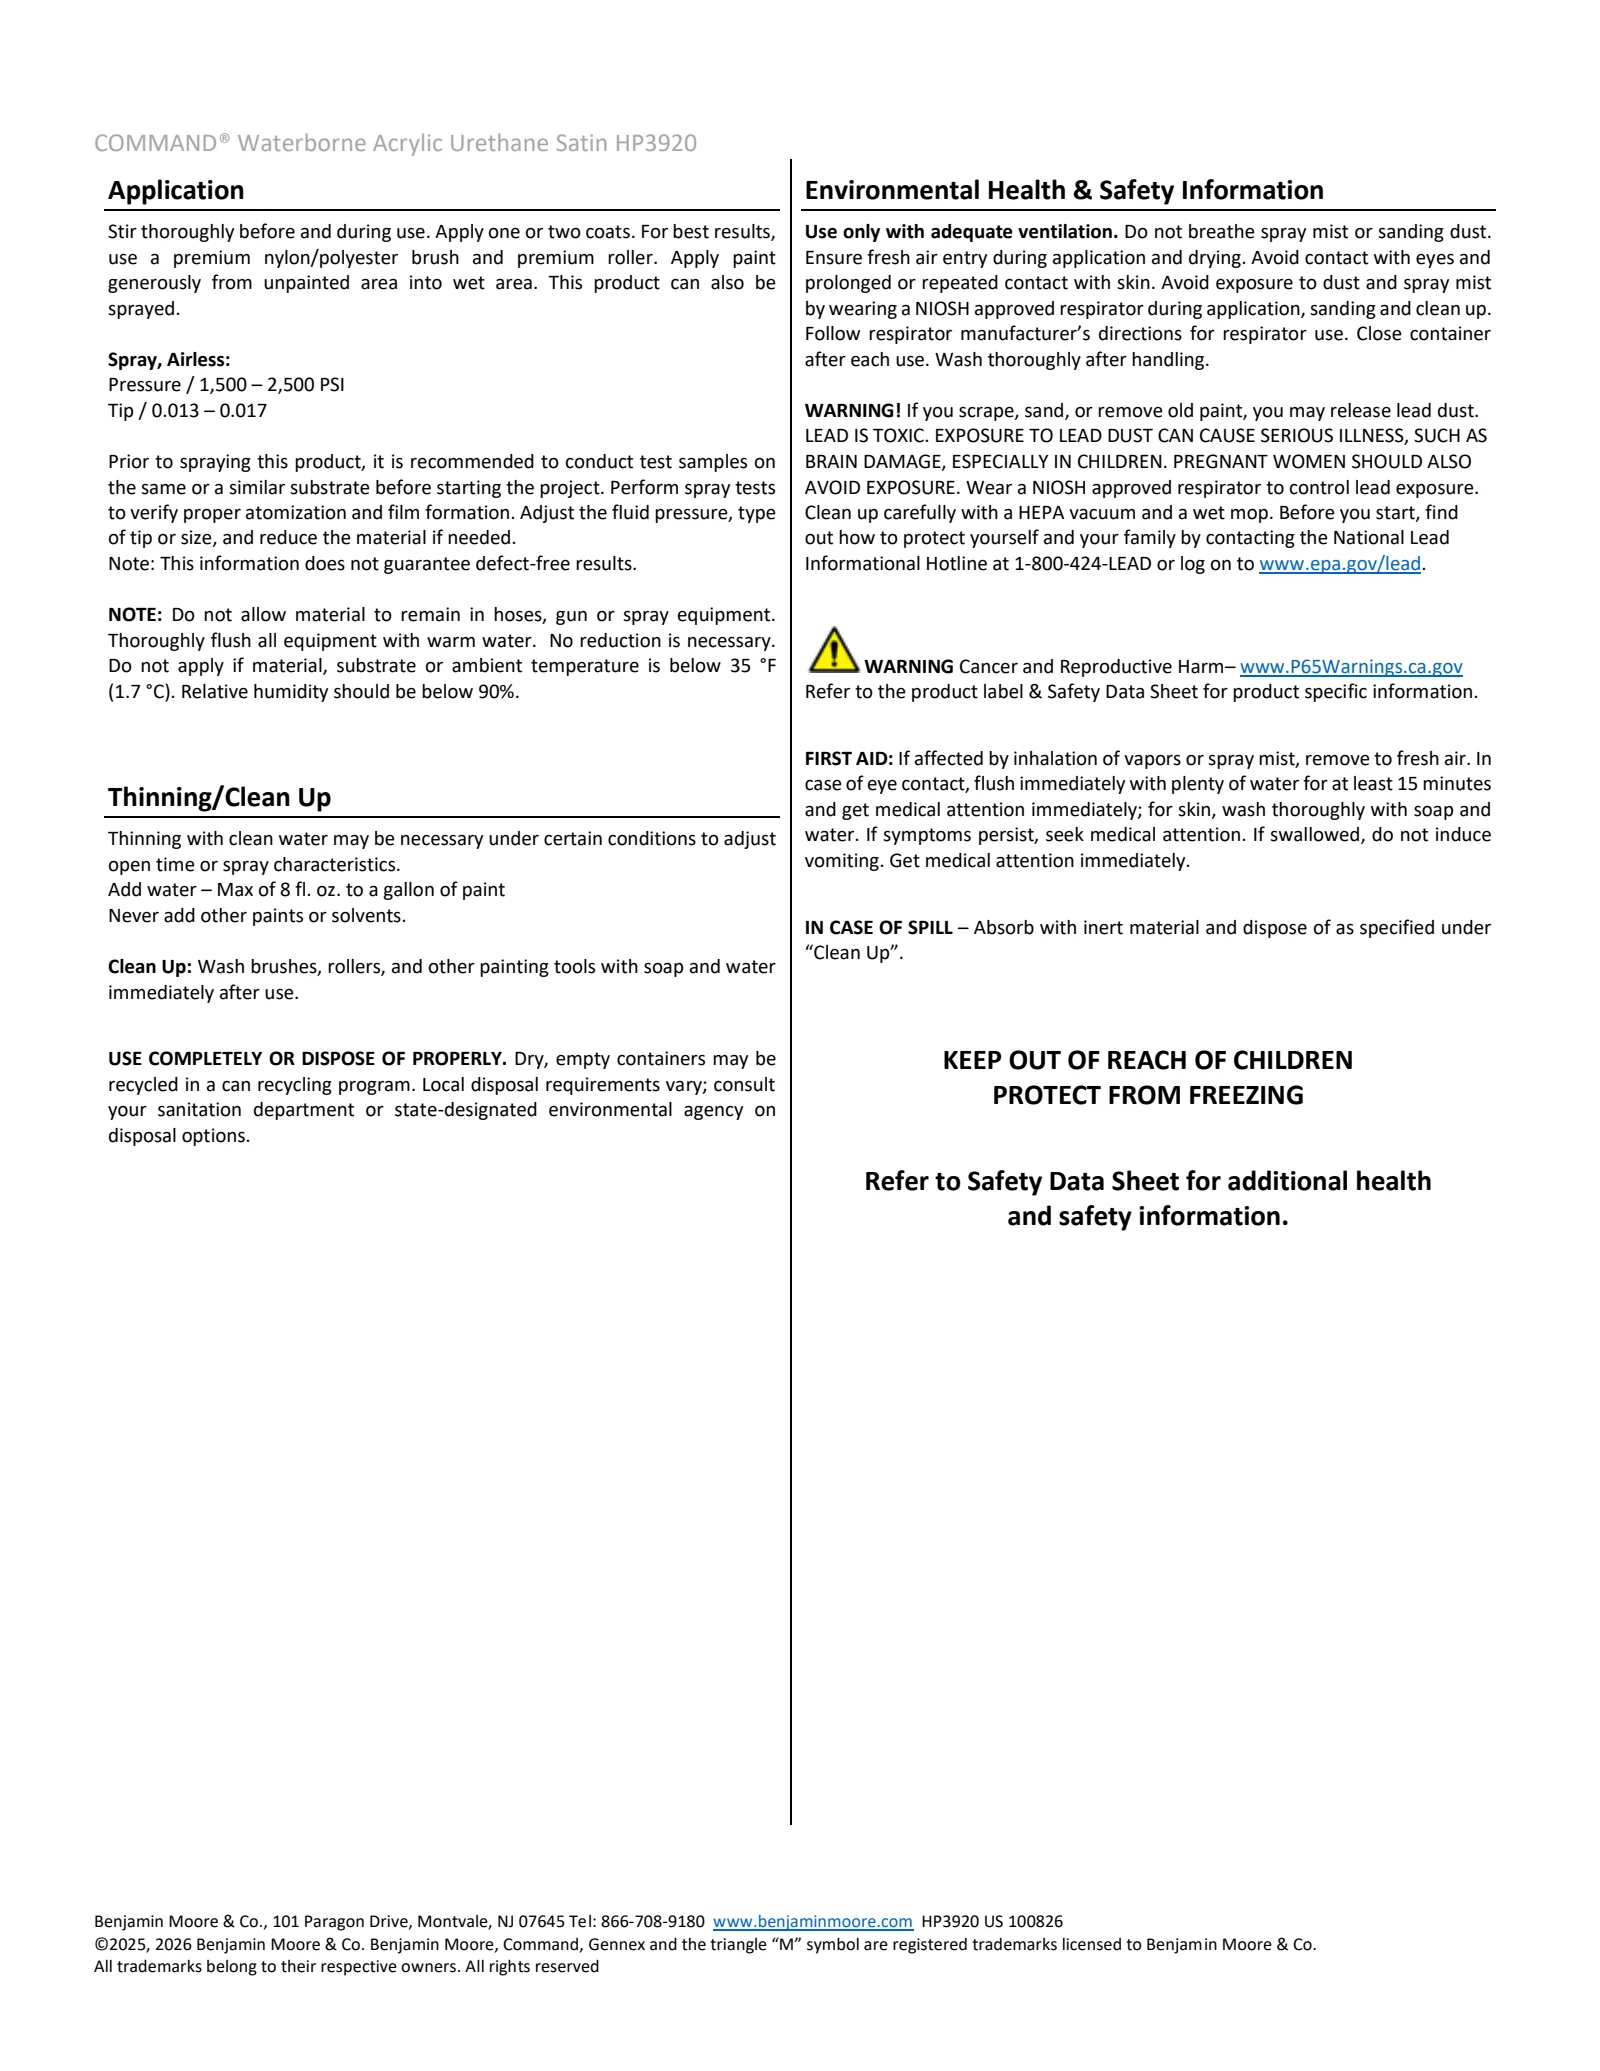 COMMAND® Waterborne Acrylic Urethane Satin HP3920
Application
Stir thoroughly before and during use. Apply one or two coats. For best results,
use a premium nylon/polyester brush and premium roller. Apply paint
generously from unpainted area into wet area. This product can also be
sprayed.
Spray, Airless:
Pressure / 1,500 – 2,500 PSI
Tip / 0.013 – 0.017
Prior to spraying this product, it is recommended to conduct test samples on
the same or a similar substrate before starting the project. Perform spray tests
to verify proper atomization and film formation. Adjust the fluid pressure, type
of tip or size, and reduce the material if needed.
Note: This information does not guarantee defect-free results.
NOTE: Do not allow material to remain in hoses, gun or spray equipment.
Thoroughly flush all equipment with warm water. No reduction is necessary.
Do not apply if material, substrate or ambient temperature is below 35 °F
(1.7 °C). Relative humidity should be below 90%.
Thinning/Clean Up
Thinning with clean water may be necessary under certain conditions to adjust
open time or spray characteristics.
Add water – Max of 8 fl. oz. to a gallon of paint
Never add other paints or solvents.
Clean Up: Wash brushes, rollers, and other painting tools with soap and water
immediately after use.
USE COMPLETELY OR DISPOSE OF PROPERLY. Dry, empty containers may be
recycled in a can recycling program. Local disposal requirements vary; consult
your sanitation department or state-designated environmental agency on
disposal options.
Environmental Health & Safety Information
Use only with adequate ventilation. Do not breathe spray mist or sanding dust.
Ensure fresh air entry during application and drying. Avoid contact with eyes and
prolonged or repeated contact with skin. Avoid exposure to dust and spray mist
by wearing a NIOSH approved respirator during application, sanding and clean up.
Follow respirator manufacturer’s directions for respirator use. Close container
after each use. Wash thoroughly after handling.
WARNING! If you scrape, sand, or remove old paint, you may release lead dust.
LEAD IS TOXIC. EXPOSURE TO LEAD DUST CAN CAUSE SERIOUS ILLNESS, SUCH AS
BRAIN DAMAGE, ESPECIALLY IN CHILDREN. PREGNANT WOMEN SHOULD ALSO
AVOID EXPOSURE. Wear a NIOSH approved respirator to control lead exposure.
Clean up carefully with a HEPA vacuum and a wet mop. Before you start, find
out how to protect yourself and your family by contacting the National Lead
Informational Hotline at 1-800-424-LEAD or log on to www.epa.gov/lead.
WARNING Cancer and Reproductive Harm– www.P65Warnings.ca.gov
Refer to the product label & Safety Data Sheet for product specific information.
FIRST AID: If affected by inhalation of vapors or spray mist, remove to fresh air. In
case of eye contact, flush immediately with plenty of water for at least 15 minutes
and get medical attention immediately; for skin, wash thoroughly with soap and
water. If symptoms persist, seek medical attention. If swallowed, do not induce
vomiting. Get medical attention immediately.
IN CASE OF SPILL – Absorb with inert material and dispose of as specified under
“Clean Up”.
KEEP OUT OF REACH OF CHILDREN
PROTECT FROM FREEZING
Refer to Safety Data Sheet for additional health
and safety information.
Benjamin Moore & Co., 101 Paragon Drive, Montvale, NJ 07645 Tel: 866-708-9180 www.benjaminmoore.com HP3920 US 100826
©2025, 2026 Benjamin Moore & Co. Benjamin Moore, Command, Gennex and the triangle “M” symbol are registered trademarks licensed to Benjamin Moore & Co.
All trademarks belong to their respective owners. All rights reserved